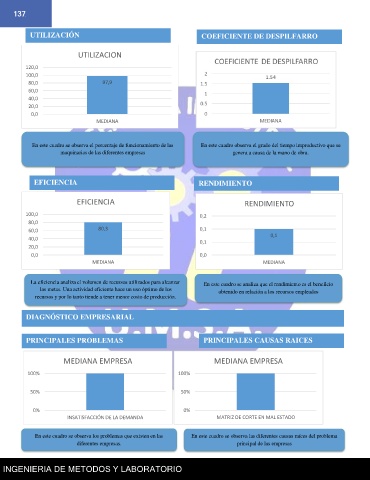 137
UTILIZACIÓN
COEFICIENTE DE DESPILFARRO
UTILIZACION
120,0
100,0
80,0
60,0
40,0
20,0
0,0
97,9
MEDIANA
COEFICIENTE DE DESPILFARRO
2
1,5
1
0,5
0
1,54
MEDIANA
En este cuadro se observa el porcentaje de funcionamiento de las
maquinarias de las diferentes empresas
En este cuadro observa el grado del tiempo improductivo que se
genera a causa de la mano de obra.
EFICIENCIA
RENDIMIENTO
EFICIENCIA
100,0
80,0
60,0
40,0
20,0
0,0
MEDIANA
RENDIMIENTO
0,2
0,1
0,1
0,0
0,1
MEDIANA
La eficiencia analiza el volumen de recursos utilizados para alcanzar
las metas. Una actividad eficiente hace un uso óptimo de los
recursos y por lo tanto tiende a tener menos costo de producción.
En este cuadro se analiza que el rendimiento es el beneficio
obtenido en relación a los recursos empleados
DIAGNÓSTICO EMPRESARIAL
U.M.S.A.
PRINCIPALES PROBLEMAS
PRINCIPALES CAUSAS RAICES
MEDIANA EMPRESA
100%
50%
0%
INSATISFACCIÓN DE LA DEMANDA
MEDIANA EMPRESA
100%
50%
0%
MATRIZ DE CORTE EN MAL ESTADO
En este cuadro se observa los problemas que existen en las
diferentes empresas.
En este cuadro se observa las diferentes causas raíces del problema
principal de las empresas
INGENIERIA DE METODOS Y LABORATORIO